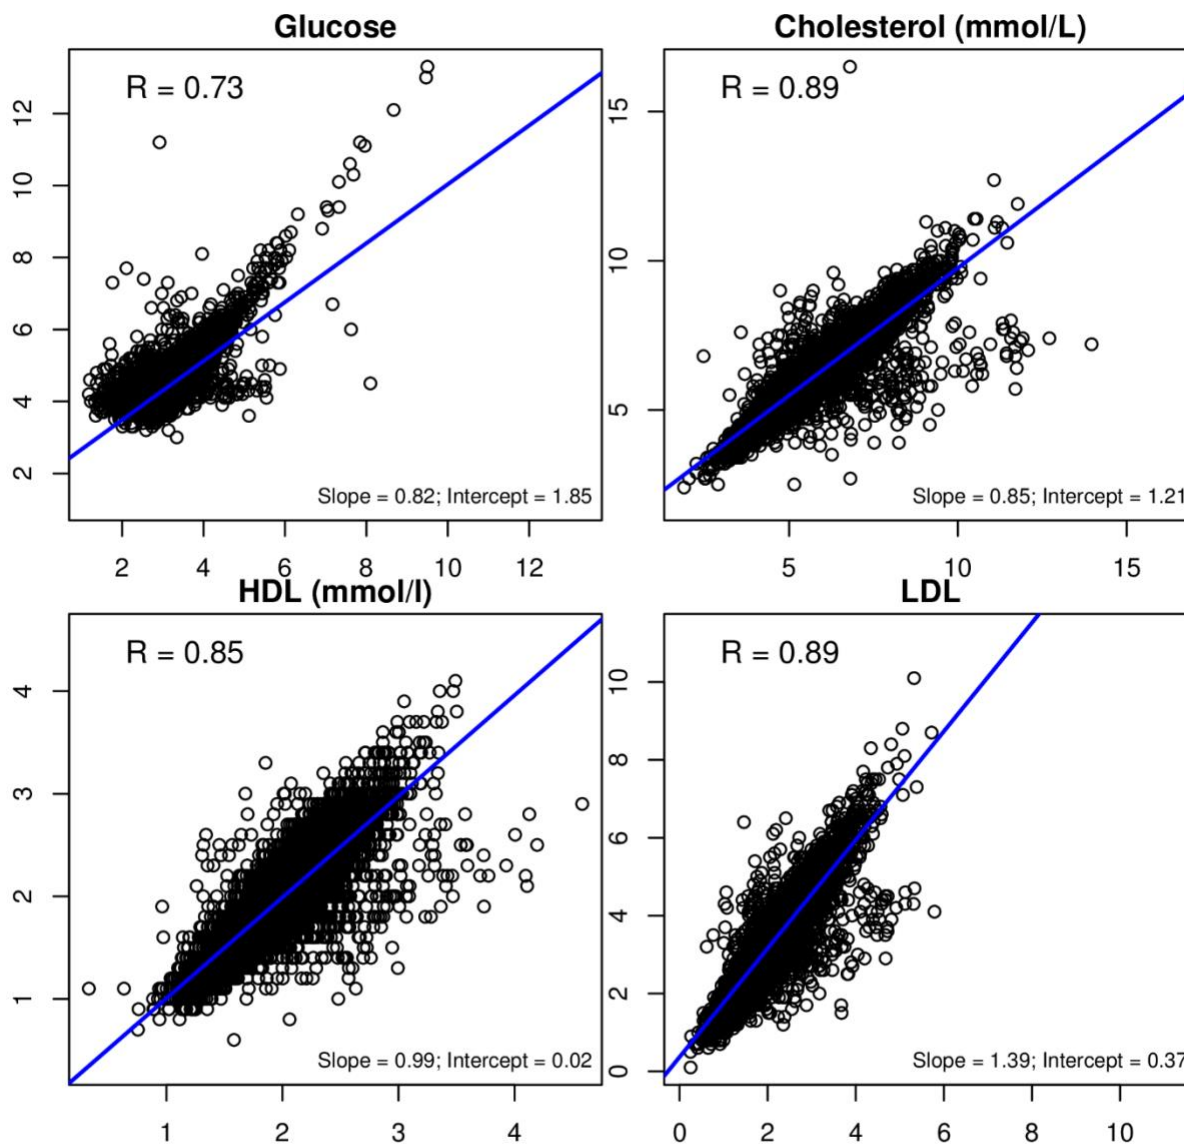 Glucose
R = 0.73
12
10
8
6
4
2
Slope = 0.82; Intercept = 1.85
2 4 6 8 10 12
Cholesterol (mmol/L)
R = 0.89
15
10
5
Slope = 0.85; Intercept = 1.21
5 10 15
HDL (mmol/l)
R = 0.85
4
3
2
1
Slope = 0.99; Intercept = 0.02
1 2 3 4
LDL
R = 0.89
10
8
6
4
2
0
Slope = 1.39; Intercept = 0.37
0 2 4 6 8 10